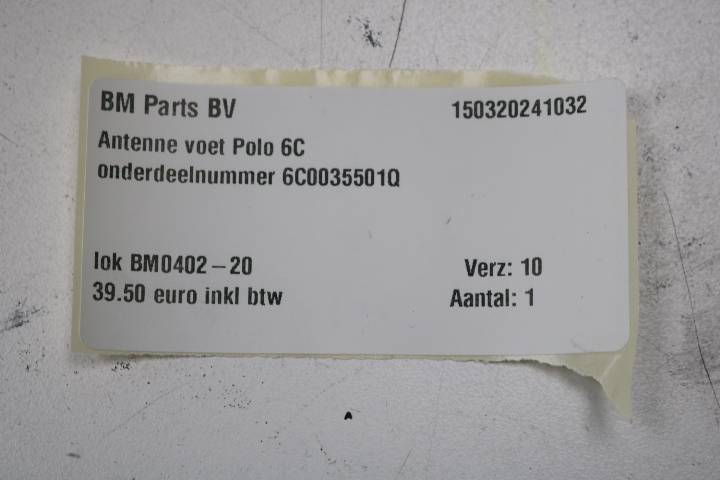 BM Parts BV 150320241032
Antenne voet Polo 6C
onderdeelnummer 6C0035501Q
lok BM0402-20 Verz: 10
39.50 euro inkl btw Aantal: 1